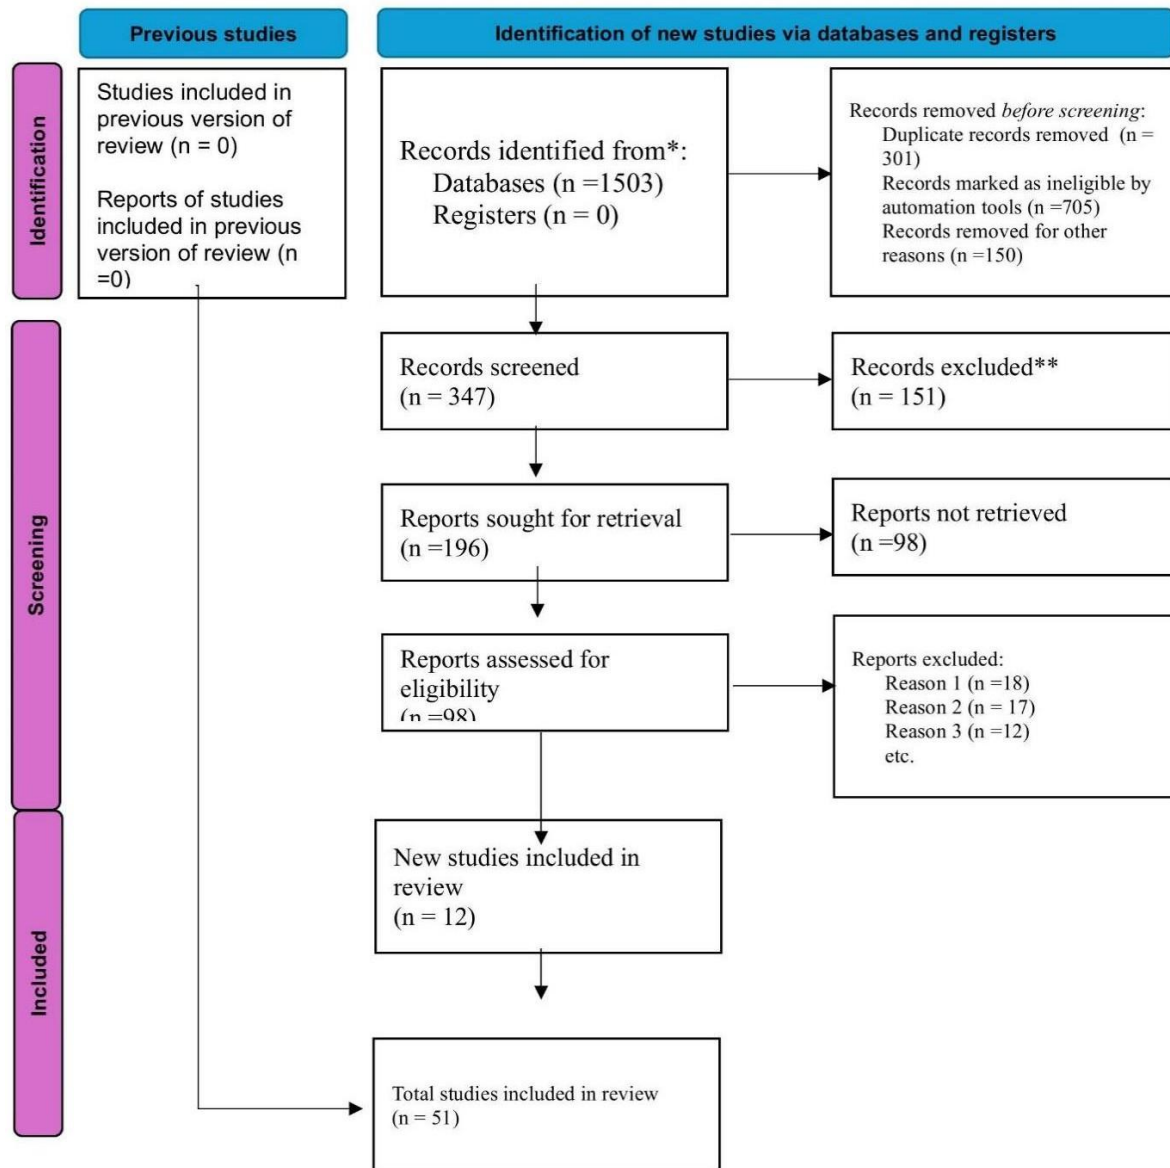 Previous studies
Identification of new studies via databases and registers
Identification
Studies included in
previous version of
review (n = 0)
Reports of studies
included in previous
version of review (n
=0)
Records identified from*:
Databases (n =1503)
Registers (n = 0)
Records removed before screening:
Duplicate records removed (n =
301)
Records marked as ineligible by
automation tools (n =705)
Records removed for other
reasons (n =150)
Screening
Records screened
(n = 347)
Records excluded**
(n = 151)
Reports sought for retrieval
(n =196)
Reports not retrieved
(n =98)
Reports assessed for
eligibility
(n =98)
Reports excluded:
Reason 1 (n =18)
Reason 2 (n = 17)
Reason 3 (n =12)
etc.
Included
New studies included in
review
(n = 12)
Total studies included in review
(n = 51)